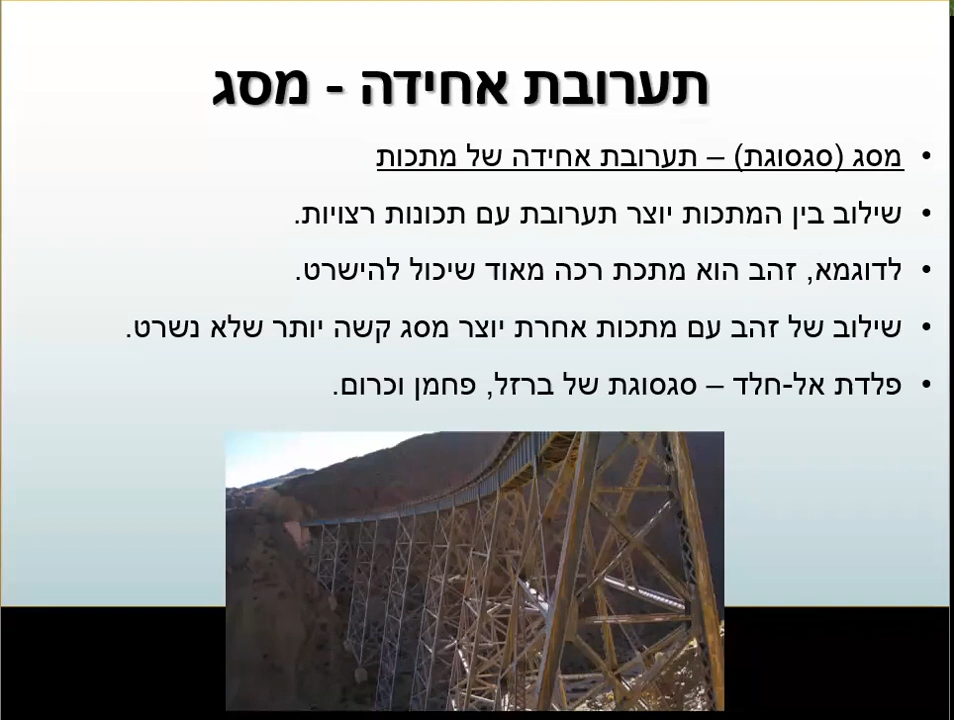 תערובת אחידה - מסג
• מסג (סגסוגת) – תערובת אחידה של מתכות
• שילוב בין המתכות יוצר תערובת עם תכונות רצויות.
• לדוגמא, זהב הוא מתכת רכה מאוד שיכול להישרט.
• שילוב של זהב עם מתכות אחרת יוצר מסג קשה יותר שלא נשרט.
• פלדת אל-חלד – סגסוגת של ברזל, פחמן וכרום.